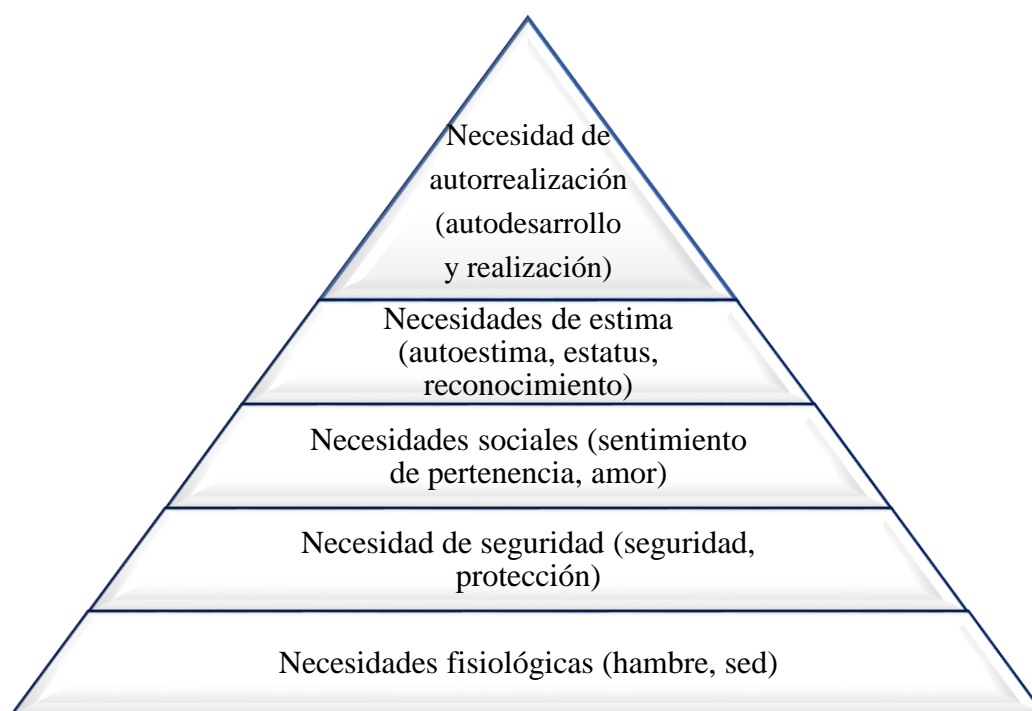 Necesidad de
autorrealización
(autodesarrollo
y realización)
Necesidades de estima
(autoestima, estatus,
reconocimiento)
Necesidades sociales (sentimiento
de pertenencia, amor)
Necesidad de seguridad (seguridad,
protección)
Necesidades fisiológicas (hambre, sed)